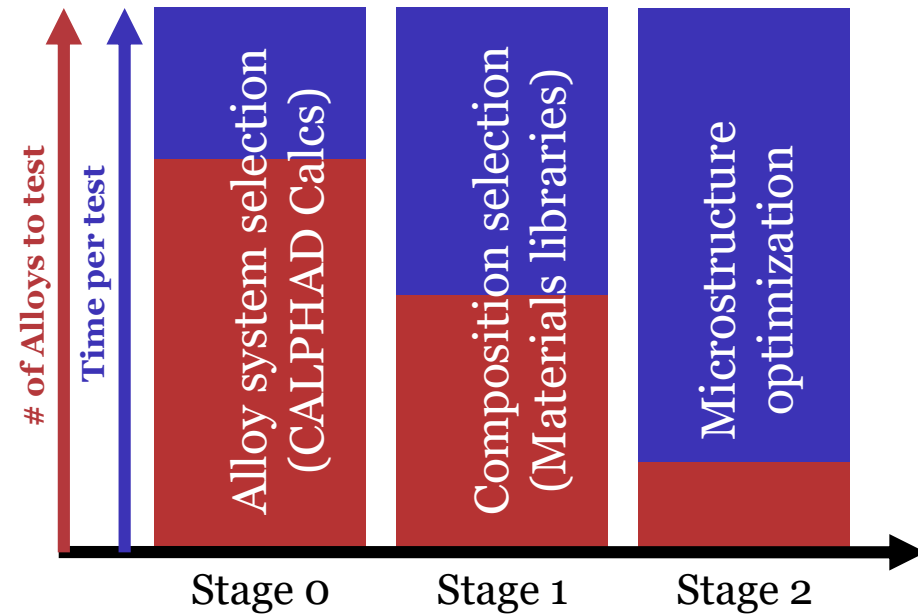 # of Alloys to test
Time per test
Alloy system selection
(CALPHAD Calcs)
Composition selection
(Materials libraries)
Microstructure
optimization
Stage 0
Stage 1
Stage 2